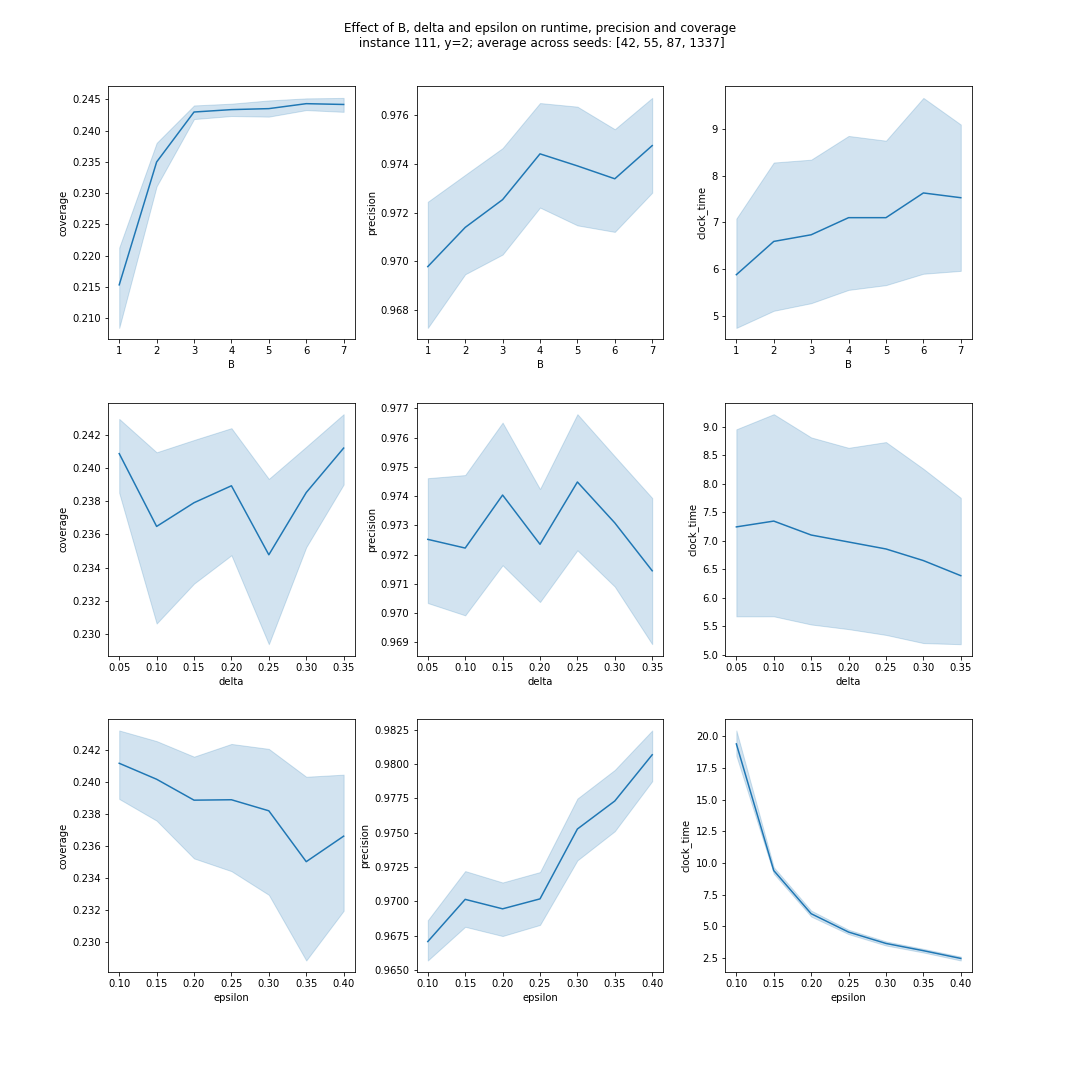 Effect of B, delta and epsilon on runtime, precision and coverage
instance 111, y=2; average across seeds: [42, 55, 87, 1337]
0.245
0.240
0.235
0.230
0.225
0.220
0.215
0.210
coverage
1 2 3 4 5 6 7
B
0.976
0.974
0.972
0.970
0.968
precision
1 2 3 4 5 6 7
B
9
8
7
6
5
clock_time
1 2 3 4 5 6 7
B
0.242
0.240
0.238
0.236
0.234
0.232
0.230
coverage
0.05 0.10 0.15 0.20 0.25 0.30 0.35
delta
0.977
0.976
0.975
0.974
0.973
0.972
0.971
0.970
0.969
precision
0.05 0.10 0.15 0.20 0.25 0.30 0.35
delta
9.0
8.5
8.0
7.5
7.0
6.5
6.0
5.5
5.0
clock_time
0.05 0.10 0.15 0.20 0.25 0.30 0.35
delta
0.242
0.240
0.238
0.236
0.234
0.232
0.230
coverage
0.10 0.15 0.20 0.25 0.30 0.35 0.40
epsilon
0.9825
0.9800
0.9775
0.9750
0.9725
0.9700
0.9675
0.9650
precision
0.10 0.15 0.20 0.25 0.30 0.35 0.40
epsilon
20.0
17.5
15.0
12.5
10.0
7.5
5.0
2.5
clock_time
0.10 0.15 0.20 0.25 0.30 0.35 0.40
epsilon